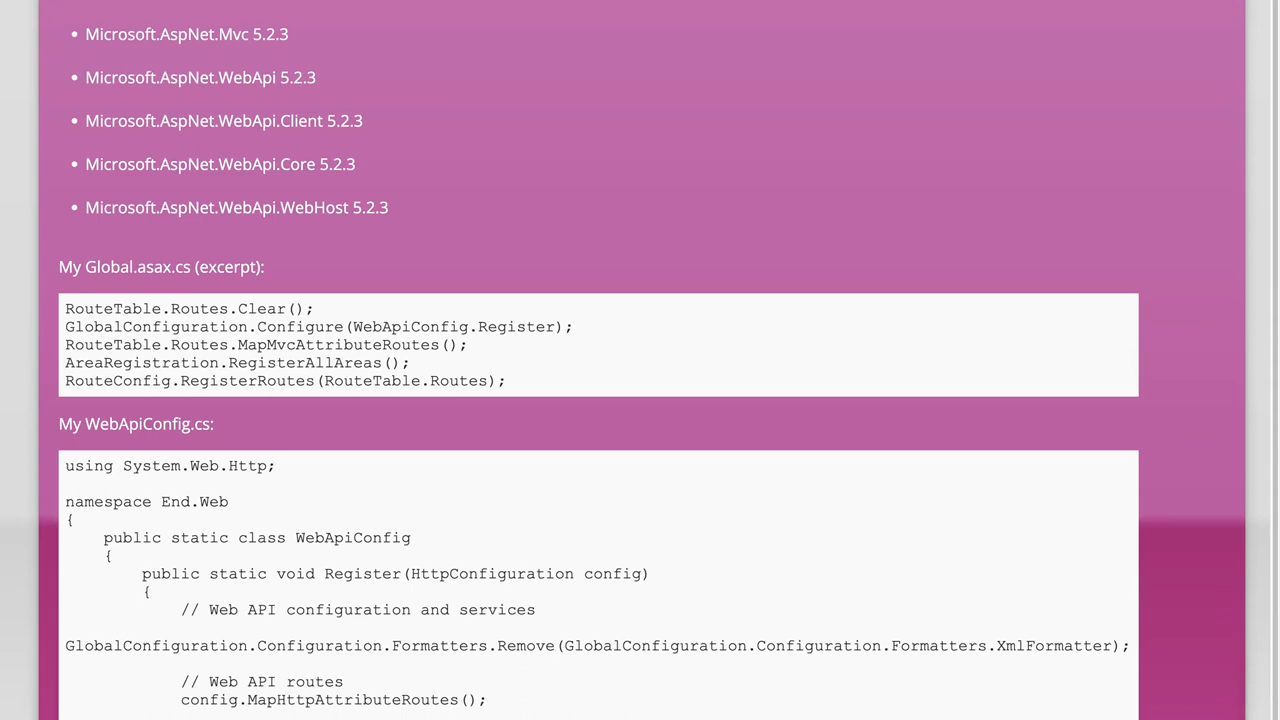 • Microsoft.AspNet.Mvc 5.2.3
• Microsoft.AspNet.WebApi 5.2.3
• Microsoft.AspNet.WebApi.Client 5.2.3
• Microsoft.AspNet.WebApi.Core 5.2.3
• Microsoft.AspNet.WebApi.WebHost 5.2.3
My Global.asax.cs (excerpt):
RouteTable.Routes.Clear();
GlobalConfiguration.Configure(WebApiConfig.Register);
RouteTable.Routes.MapMvcAttributeRoutes();
AreaRegistration.RegisterAllAreas();
RouteConfig.RegisterRoutes(RouteTable.Routes);
My WebApiConfig.cs:
using System.Web.Http;
namespace End.Web
{
    public static class WebApiConfig
    {
        public static void Register(HttpConfiguration config)
        {
            // Web API configuration and services
GlobalConfiguration.Configuration.Formatters.Remove(GlobalConfiguration.Configuration.Formatters.XmlFormatter);
            // Web API routes
            config.MapHttpAttributeRoutes();